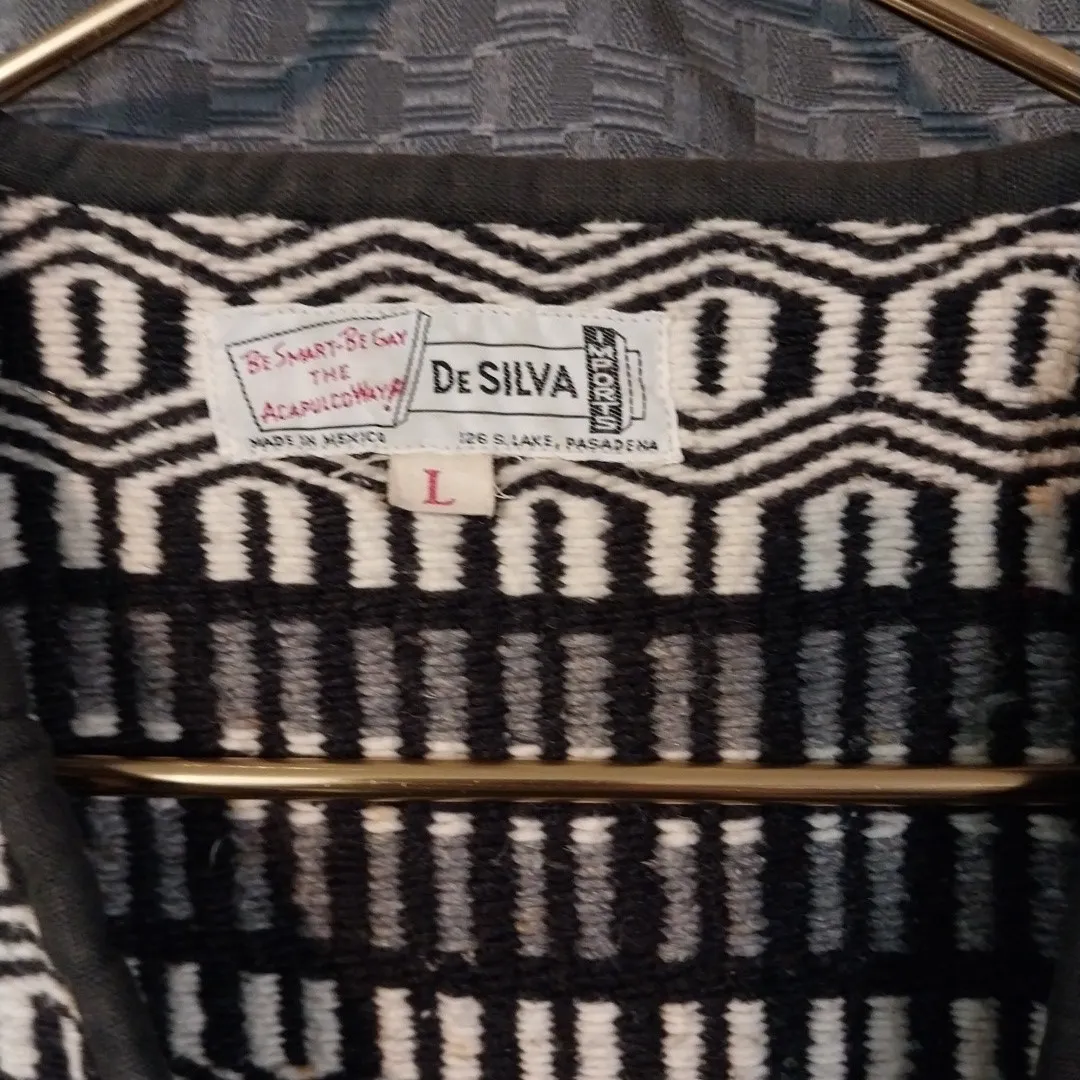 BE SMART-BE GAY
THE
ACAPULCO WAY!
DE SILVA
IMPORTS
MADE IN MEXICO
126 S. LAKE, PASADENA
L